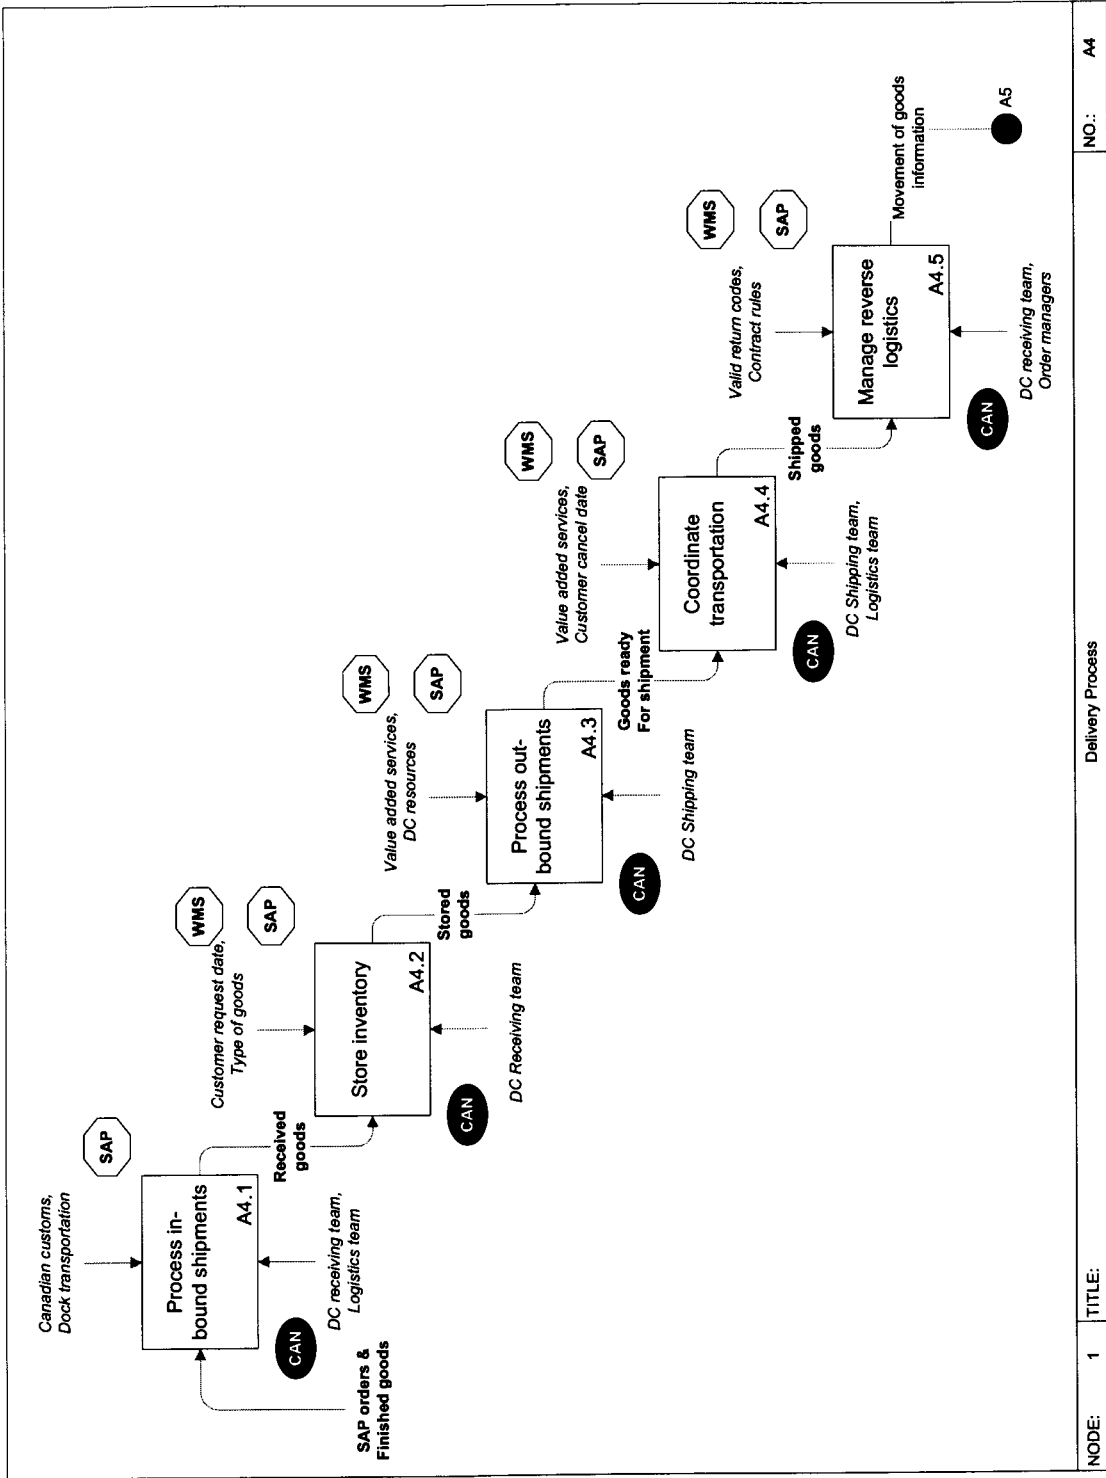 Canadian customs,
Dock transportation
SAP
Process in-
bound shipments
A4.1
CAN
DC receiving team,
Logistics team
SAP orders &
Finished goods
Received
goods
Customer request date,
Type of goods
WMS
SAP
Store inventory
A4.2
CAN
DC Receiving team
Stored
goods
Value added services,
DC resources
WMS
SAP
Process out-
bound shipments
A4.3
CAN
DC Shipping team
Goods ready
For shipment
Value added services,
Customer cancel date
WMS
SAP
Coordinate
transportation
A4.4
CAN
DC Shipping team,
Logistics team
Shipped
goods
Valid return codes,
Contract rules
WMS
SAP
Manage reverse
logistics
A4.5
CAN
DC receiving team,
Order managers
Movement of goods
information
A5
NODE: 1
TITLE:
Delivery Process
NO.: A4